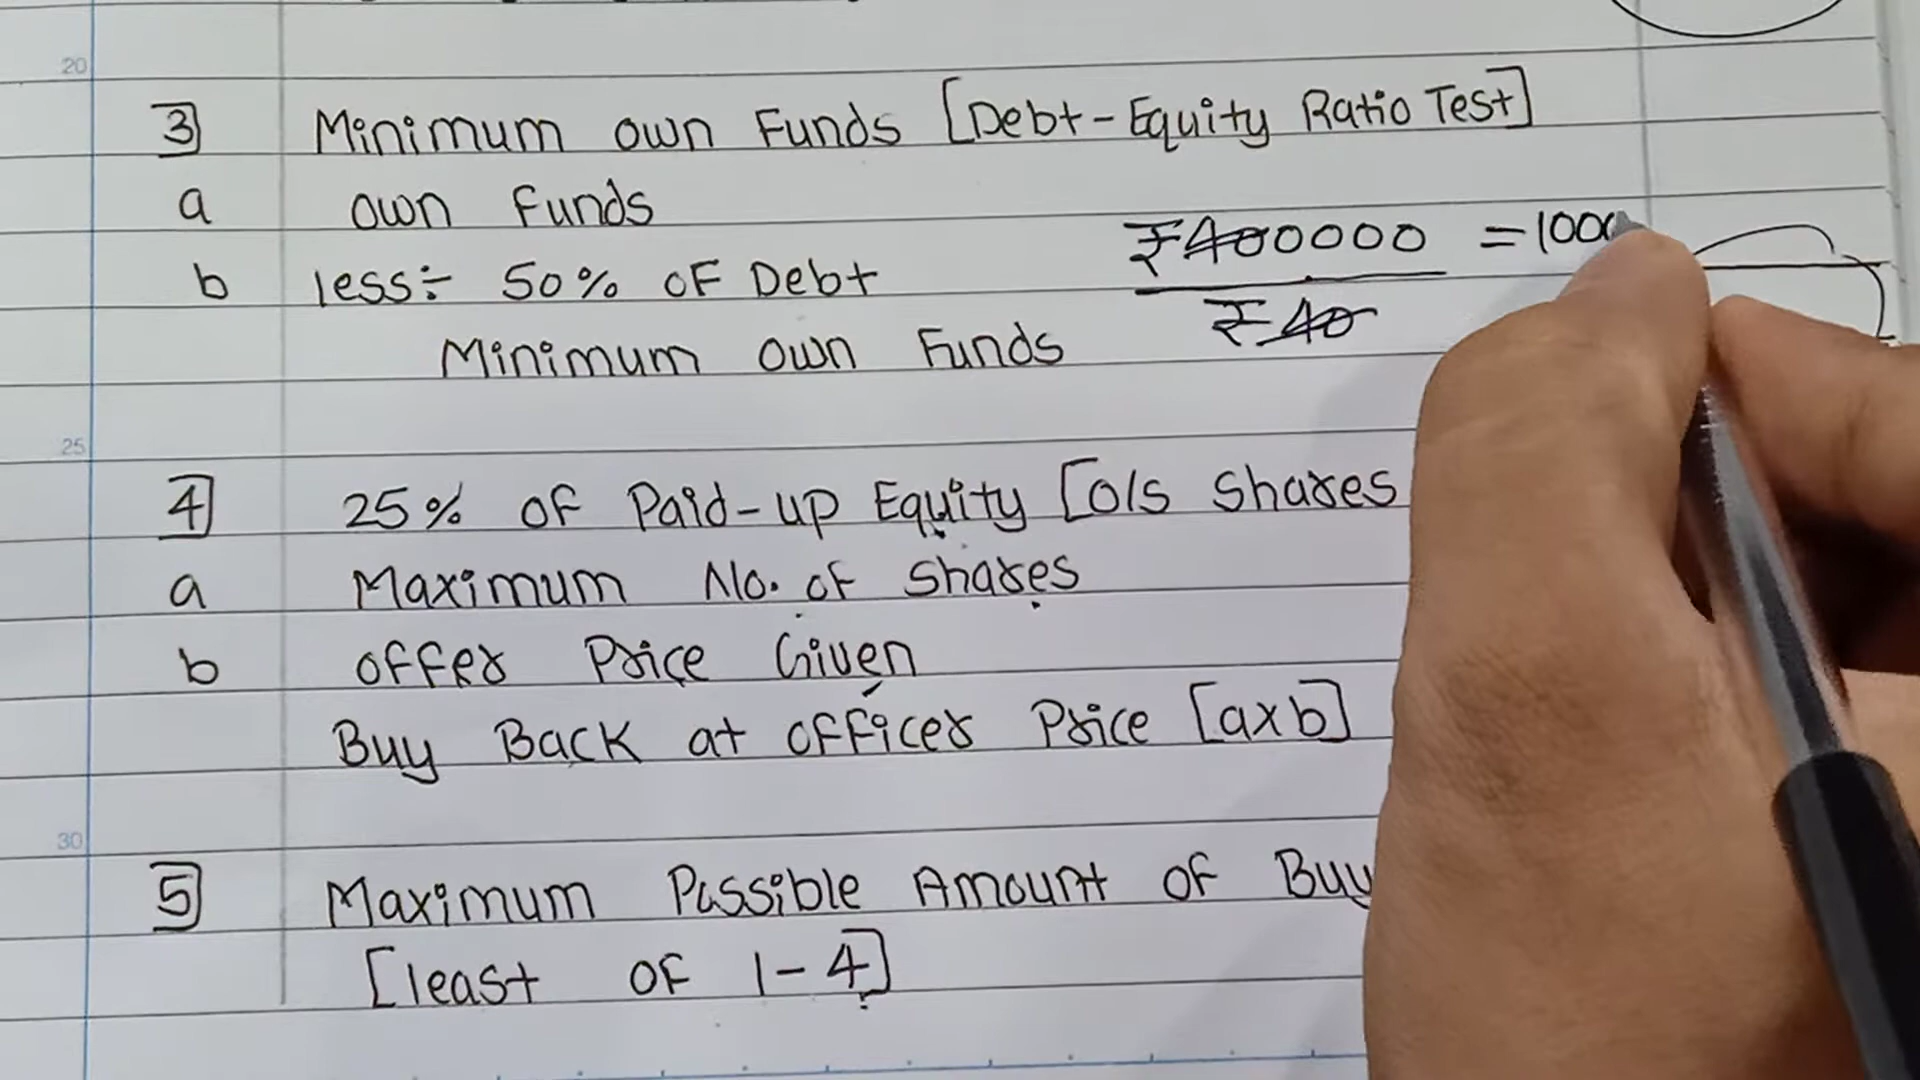 20
3 Minimum own Funds [Debt-Equity Ratio Test]
a own funds
b less÷ 50% of Debt
₹400000 = 1000
₹40
Minimum own Funds
25
4 25% of Paid-up Equity [o/s shares
a Maximum No. of shares
b offer Price Given
Buy Back at officer Price [axb]
30
5 Maximum Possible Amount of Buy
[least of 1-4]